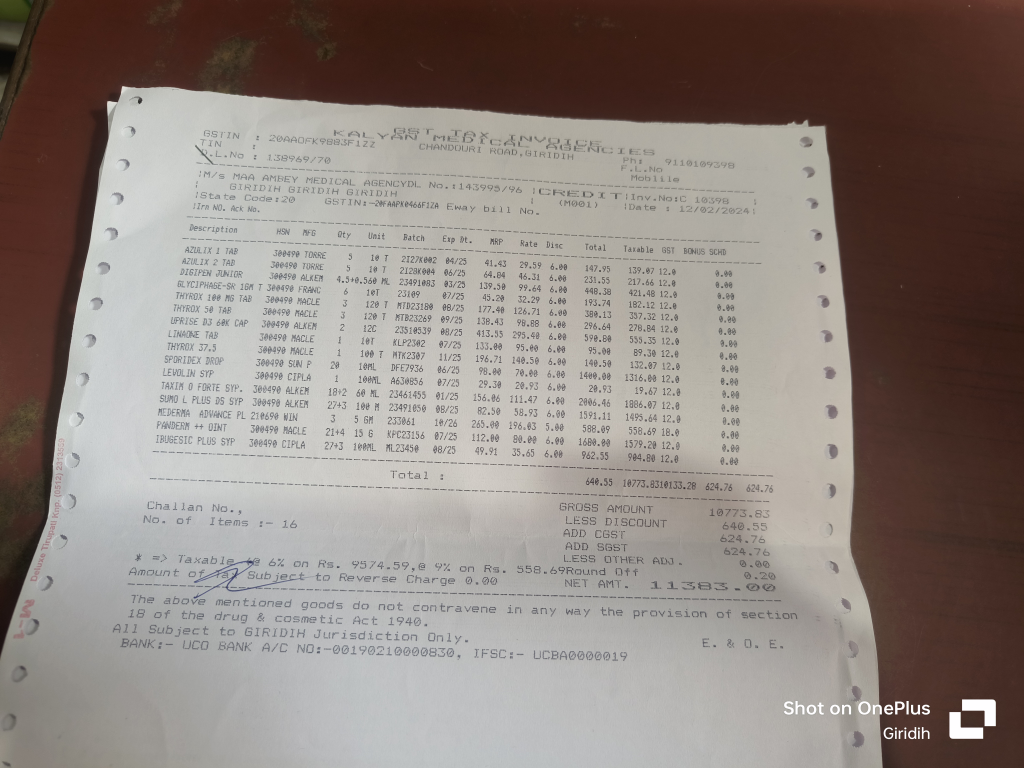 GST TAX INVOICE
GSTIN : 20AAOFK9883F1ZZ KALYAN MEDICAL AGENCIES
TIN : CHANDOURI ROAD,GIRIDIH Ph: 9110189398
D.L.No : 138969/70 F.L.No
Moblile
M/s MAA AMBEY MEDICAL AGENCYDL No.:143995/96 CREDIT Inv.No:C 10398
GIRIDIH GIRIDIH GIRIDIH (M001) Date : 12/02/2024
State Code:20 GSTIN:-20FAAPK0466F1ZA Eway bill No.
Irn NO. Ack No.
Description HSN MFG Qty Unit Batch Exp Dt. MRP Rate Disc Total Taxable GST BONUS SCHD
AZULIX 1 TAB 300490 TORRE 5 10 T 2I27K002 04/25 41.43 29.59 6.00 147.95 139.07 12.0 0.00
AZULIX 2 TAB 300490 TORRE 5 10 T 2I28K004 06/25 64.84 46.31 6.00 231.55 217.66 12.0 0.00
DIGIPEN JUNIOR 300490 ALKEM 4.5+0.560 ML 23491083 03/25 139.50 99.64 6.00 448.38 421.48 12.0 0.00
GLYCIPHAGE-SR 1GM T 300490 FRANC 6 10T 23109 07/25 45.20 32.29 6.00 193.74 182.12 12.0 0.00
THYROX 100 MG TAB 300490 MACLE 3 120 T MTD23180 08/25 177.40 126.71 6.00 380.13 357.32 12.0 0.00
THYROX 50 TAB 300490 MACLE 3 120 T MTB23269 09/25 138.43 98.88 6.00 296.64 278.84 12.0 0.00
UPRISE D3 60K CAP 300490 ALKEM 2 12C 23510539 08/25 413.55 295.40 6.00 590.80 555.35 12.0 0.00
LINAONE TAB 300490 MACLE 1 10T KLP2302 07/25 133.00 95.00 6.00 95.00 89.30 12.0 0.00
THYROX 37.5 300490 MACLE 1 100 T MTK2307 11/25 196.71 140.50 6.00 140.50 132.07 12.0 0.00
SPORIDEX DROP 300490 SUN P 20 10ML DFE7936 06/25 98.00 70.00 6.00 1400.00 1316.00 12.0 0.00
LEVOLIN SYP 300490 CIPLA 1 100ML A630856 07/25 29.30 20.93 6.00 20.93 19.67 12.0 0.00
TAXIM O FORTE SYP. 300490 ALKEM 18+2 60 ML 23461455 01/25 156.06 111.47 6.00 2006.46 1886.07 12.0 0.00
SUMO L PLUS DS SYP 300490 ALKEM 27+3 100 M 23491050 08/25 82.50 58.93 6.00 1591.11 1495.64 12.0 0.00
MEDERMA ADVANCE PL 210690 WIN 3 5 GM 233061 10/26 265.00 196.03 5.00 588.09 558.69 18.0 0.00
PANDERM ++ OINT 300490 MACLE 21+4 15 G KPC23156 07/25 112.00 80.00 6.00 1680.00 1579.20 12.0 0.00
IBUGESIC PLUS SYP 300490 CIPLA 27+3 100ML ML23450 08/25 49.91 35.65 6.00 962.55 904.80 12.0 0.00
Total : 640.55 10773.8310133.28 624.76 624.76
Challan No., GROSS AMOUNT 10773.83
No. of Items :- 16 LESS DISCOUNT 640.55
ADD CGST 624.76
ADD SGST 624.76
LESS OTHER ADJ. 0.00
* => Taxable @ 6% on Rs. 9574.59,@ 9% on Rs. 558.69Round Off 0.20
Amount of Tax Subject to Reverse Charge 0.00 NET AMT. 11383.00
The above mentioned goods do not contravene in any way the provision of section
18 of the drug & cosmetic Act 1940.
All Subject to GIRIDIH Jurisdiction Only. E. & O. E.
BANK:- UCO BANK A/C NO:-00190210000830, IFSC:- UCBA0000019
Shot on OnePlus
Giridih